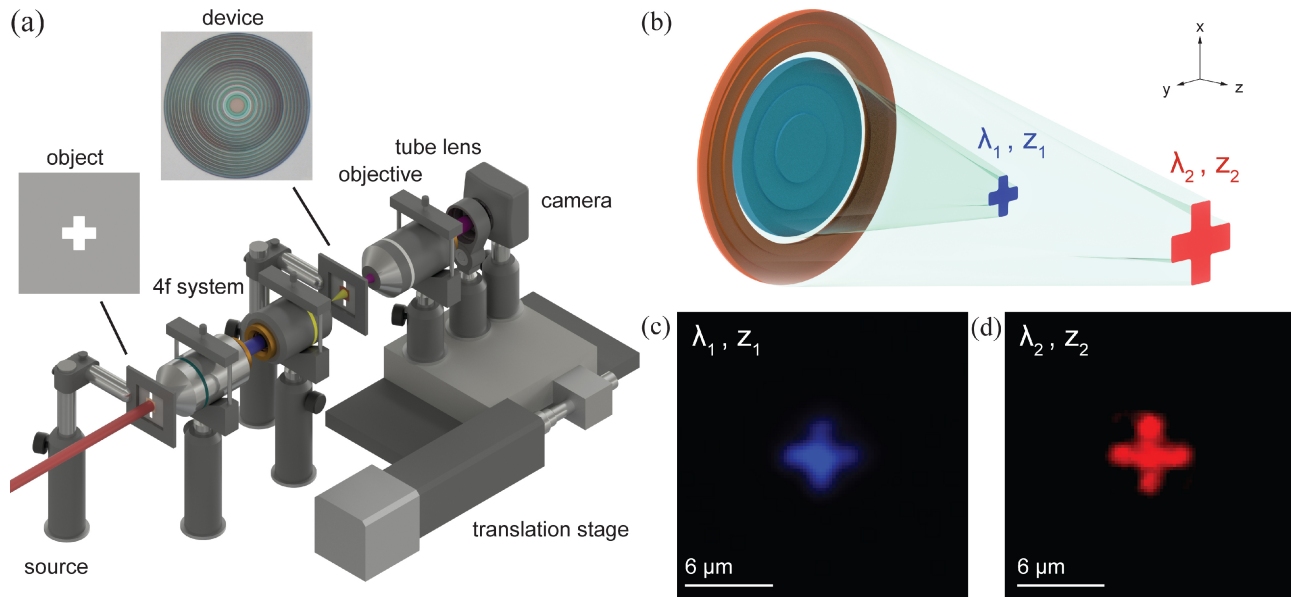 (a)
device
object
tube lens
objective
camera
4f system
translation stage
source
(b)
x
y
z
λ₁ , z₁
λ₂ , z₂
(c)
λ₁, z₁
6 μm
(d)
λ₂, z₂
6 μm